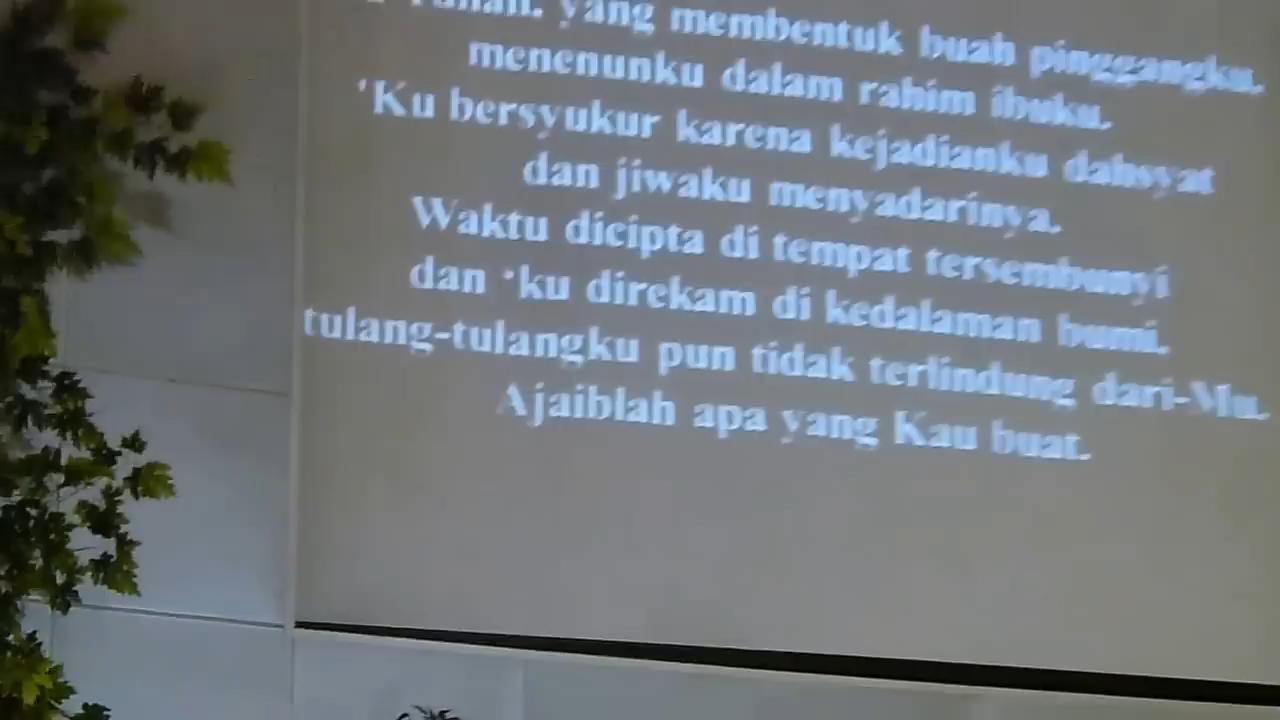 Tuhan. yang membentuk buah pinggangku,
menenunku dalam rahim ibuku.
'Ku bersyukur karena kejadianku dahsyat
dan jiwaku menyadarinya.
Waktu dicipta di tempat tersembunyi
dan 'ku direkam di kedalaman bumi.
tulang-tulangku pun tidak terlindung dari-Mu.
Ajaiblah apa yang Kau buat.